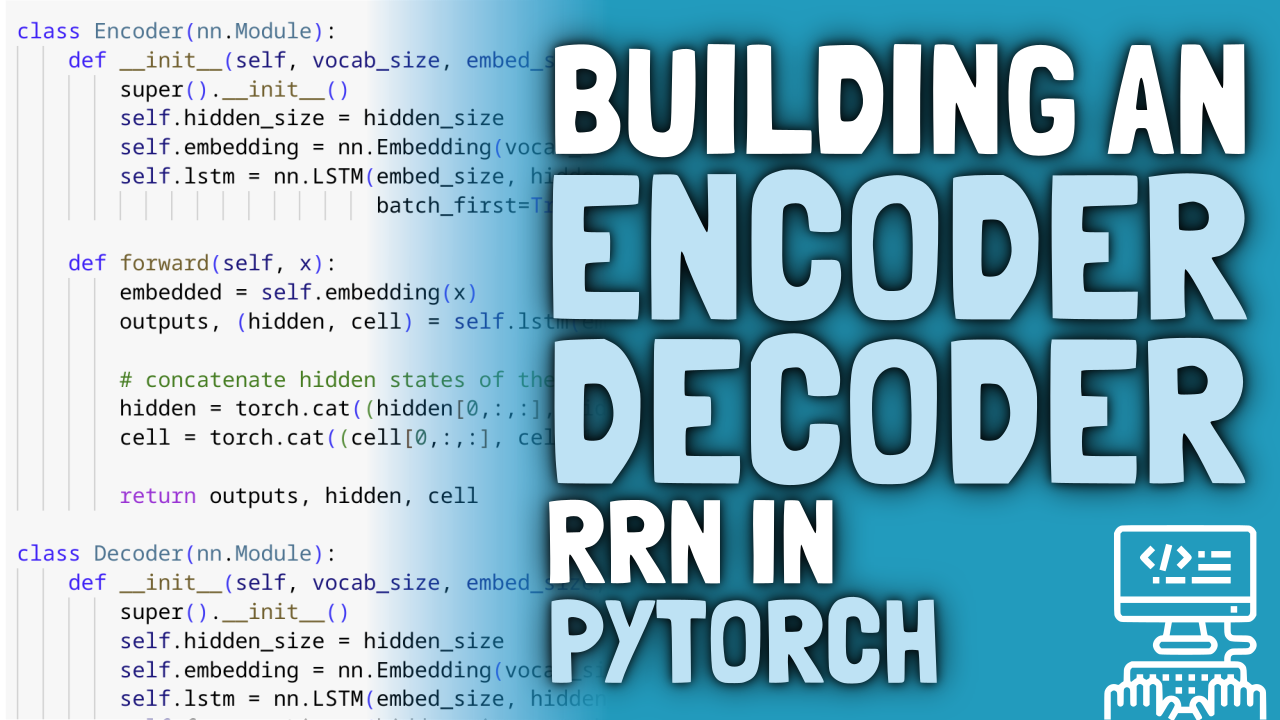 class Encoder(nn.Module):
def __init__(self, vocab_size, embed_s
super().__init__()
self.hidden_size = hidden_size
self.embedding = nn.Embedding(voca
self.lstm = nn.LSTM(embed_size, hid
batch_first=Tr
def forward(self, x):
embedded = self.embedding(x)
outputs, (hidden, cell) = self.lstm(em
# concatenate hidden states of the
hidden = torch.cat((hidden[0,:,:],
cell = torch.cat((cell[0,:,:], cel
return outputs, hidden, cell
class Decoder(nn.Module):
def __init__(self, vocab_size, embed_size
super().__init__()
self.hidden_size = hidden_size
self.embedding = nn.Embedding(vocab_si
self.lstm = nn.LSTM(embed_size, hidden
BUILDING AN
ENCODER
DECODER
RRN IN
PYTORCH